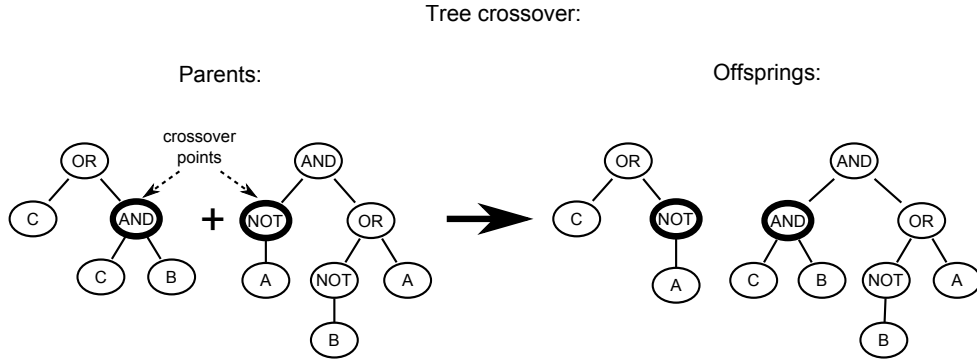 Tree crossover:
Parents:
Offsprings:
crossover
points
OR
C
AND
C
B
+
AND
NOT
OR
A
NOT
A
B
OR
C
NOT
A
AND
AND
OR
C
B
NOT
A
B